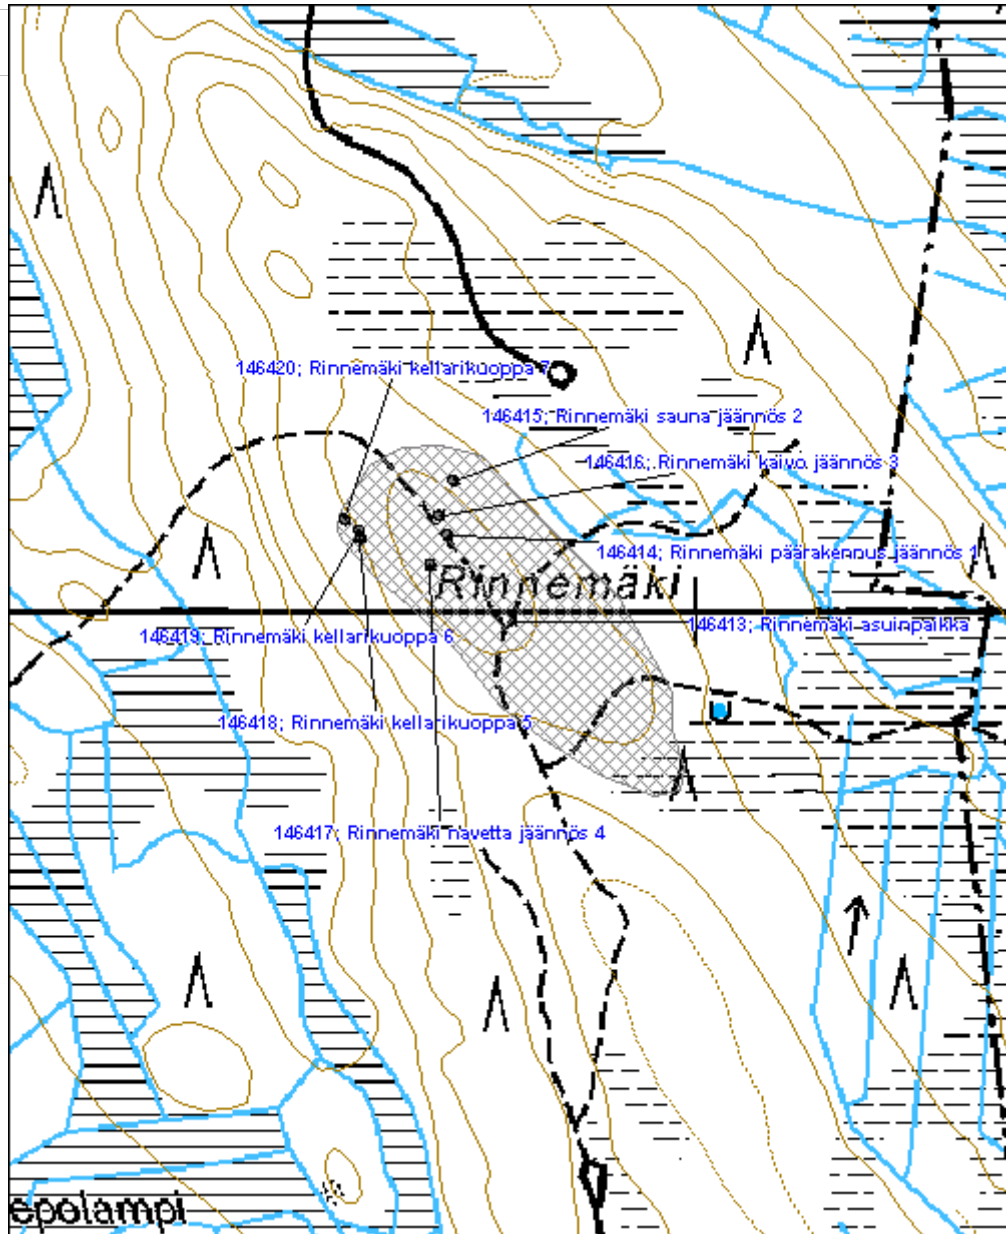 146420; Rinnemäki kellarikuoppa 7
146415; Rinnemäki sauna jäännös 2
146416; Rinnemäki kaivo jäännös 3
146414; Rinnemäki päärakennus jäännös 1
Rinnemäki
146413; Rinnemäki asuinpaikka
146419; Rinnemäki kellarikuoppa 6
146418; Rinnemäki kellarikuoppa 5
146417; Rinnemäki navetta jäännös 4
epolampi